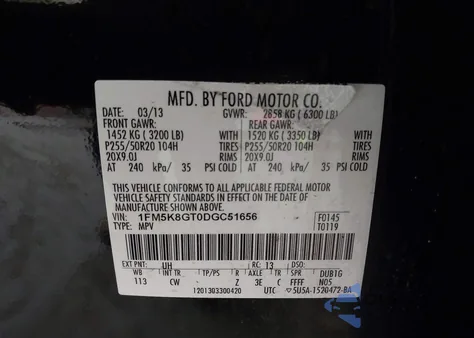 MFD. BY FORD MOTOR CO.
DATE: 03/13 GVWR: 2858 KG ( 6300 LB)
FRONT GAWR: REAR GAWR:
1452 KG ( 3200 LB) 1520 KG ( 3350 LB)
P255/50R20 104H TIRES P255/50R20 104H TIRES
20X9.0J RIMS 20X9.0J RIMS
AT 240 kPa/ 35 PSI COLD AT 240 kPa/ 35 PSI COLD
THIS VEHICLE CONFORMS TO ALL APPLICABLE FEDERAL MOTOR
VEHICLE SAFETY STANDARDS IN EFFECT ON THE DATE OF
MANUFACTURE SHOWN ABOVE.
VIN: 1FM5K8GT0DGC51656 F0145
TYPE: MPV T0119
EXT PNT: UH RC: 13 DSO:
WB INT TR TP/PS R AXLE TR SPR DUB1G
113 CW Z 3E C FFFF N05
1201303300420 UTC 5U5A-1520472-BA